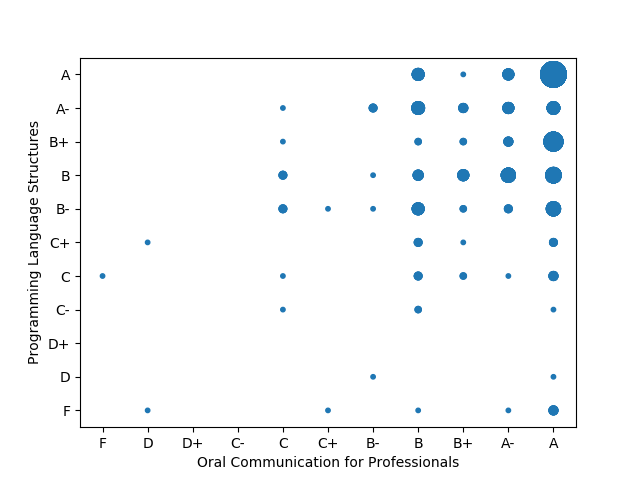 Programming Language Structures
A
A-
B+
B
B-
C+
C
C-
D+
D
F
F D D+ C- C C+ B- B B+ A- A
Oral Communication for Professionals